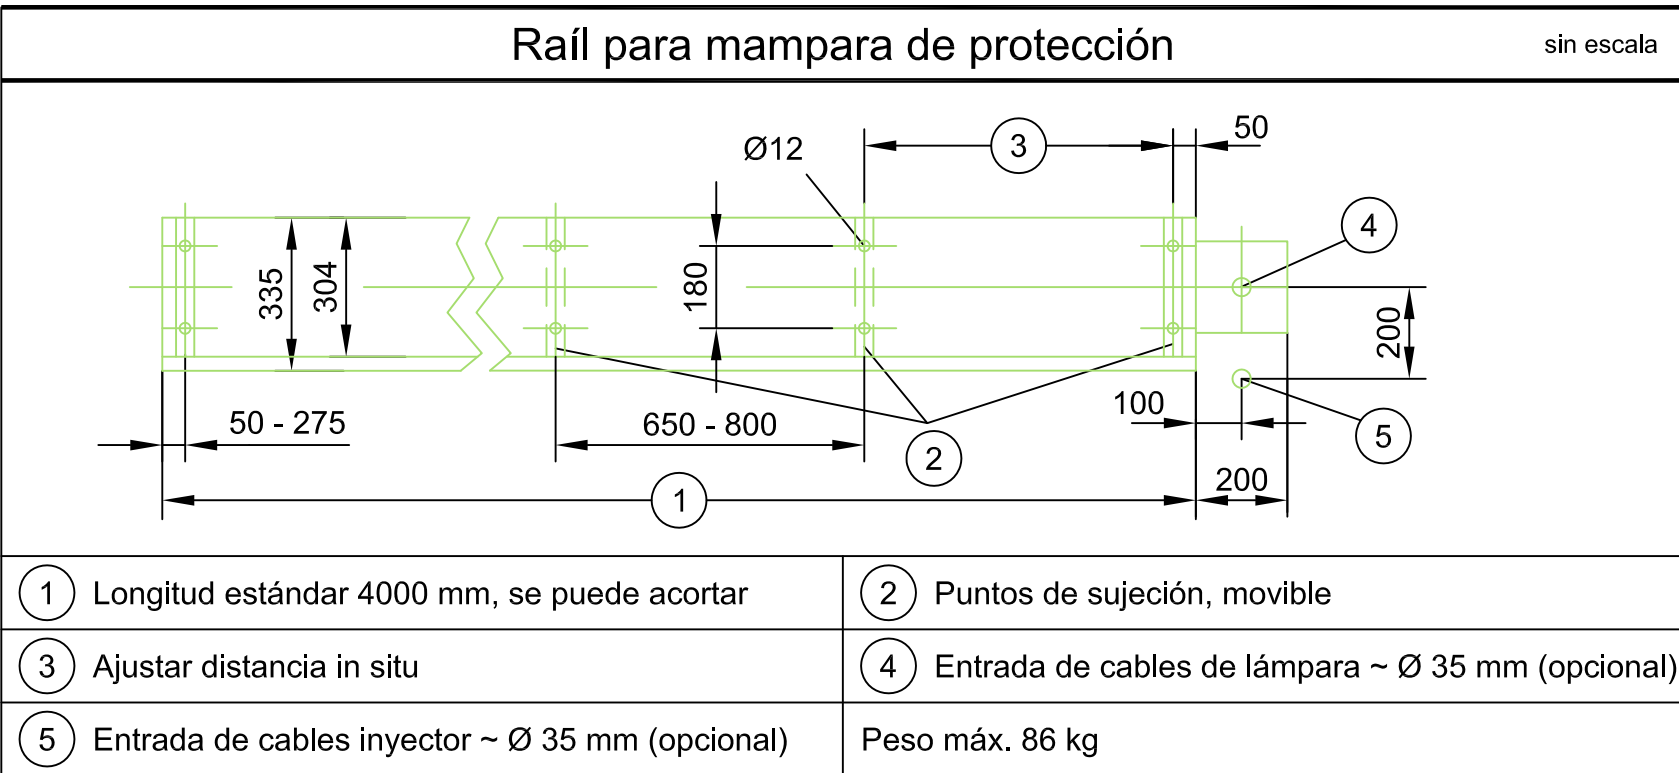 Raíl para mampara de protección
sin escala
50
3
Ø12
4
335
304
180
200
100
50 - 275
650 - 800
5
2
200
1
1 Longitud estándar 4000 mm, se puede acortar
2 Puntos de sujeción, movible
3 Ajustar distancia in situ
4 Entrada de cables de lámpara ~ Ø 35 mm (opcional)
5 Entrada de cables inyector ~ Ø 35 mm (opcional)
Peso máx. 86 kg